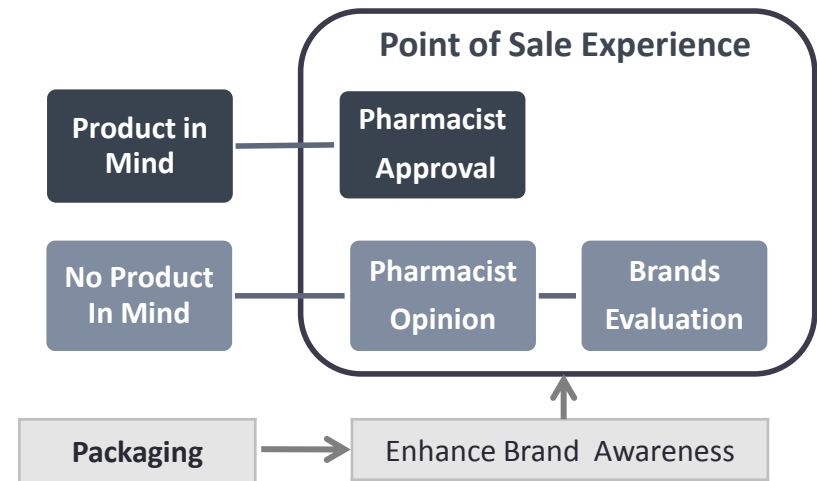 Point of Sale Experience
Product in
Mind
Pharmacist
Approval
No Product
In Mind
Pharmacist
Opinion
Brands
Evaluation
Packaging
Enhance Brand Awareness